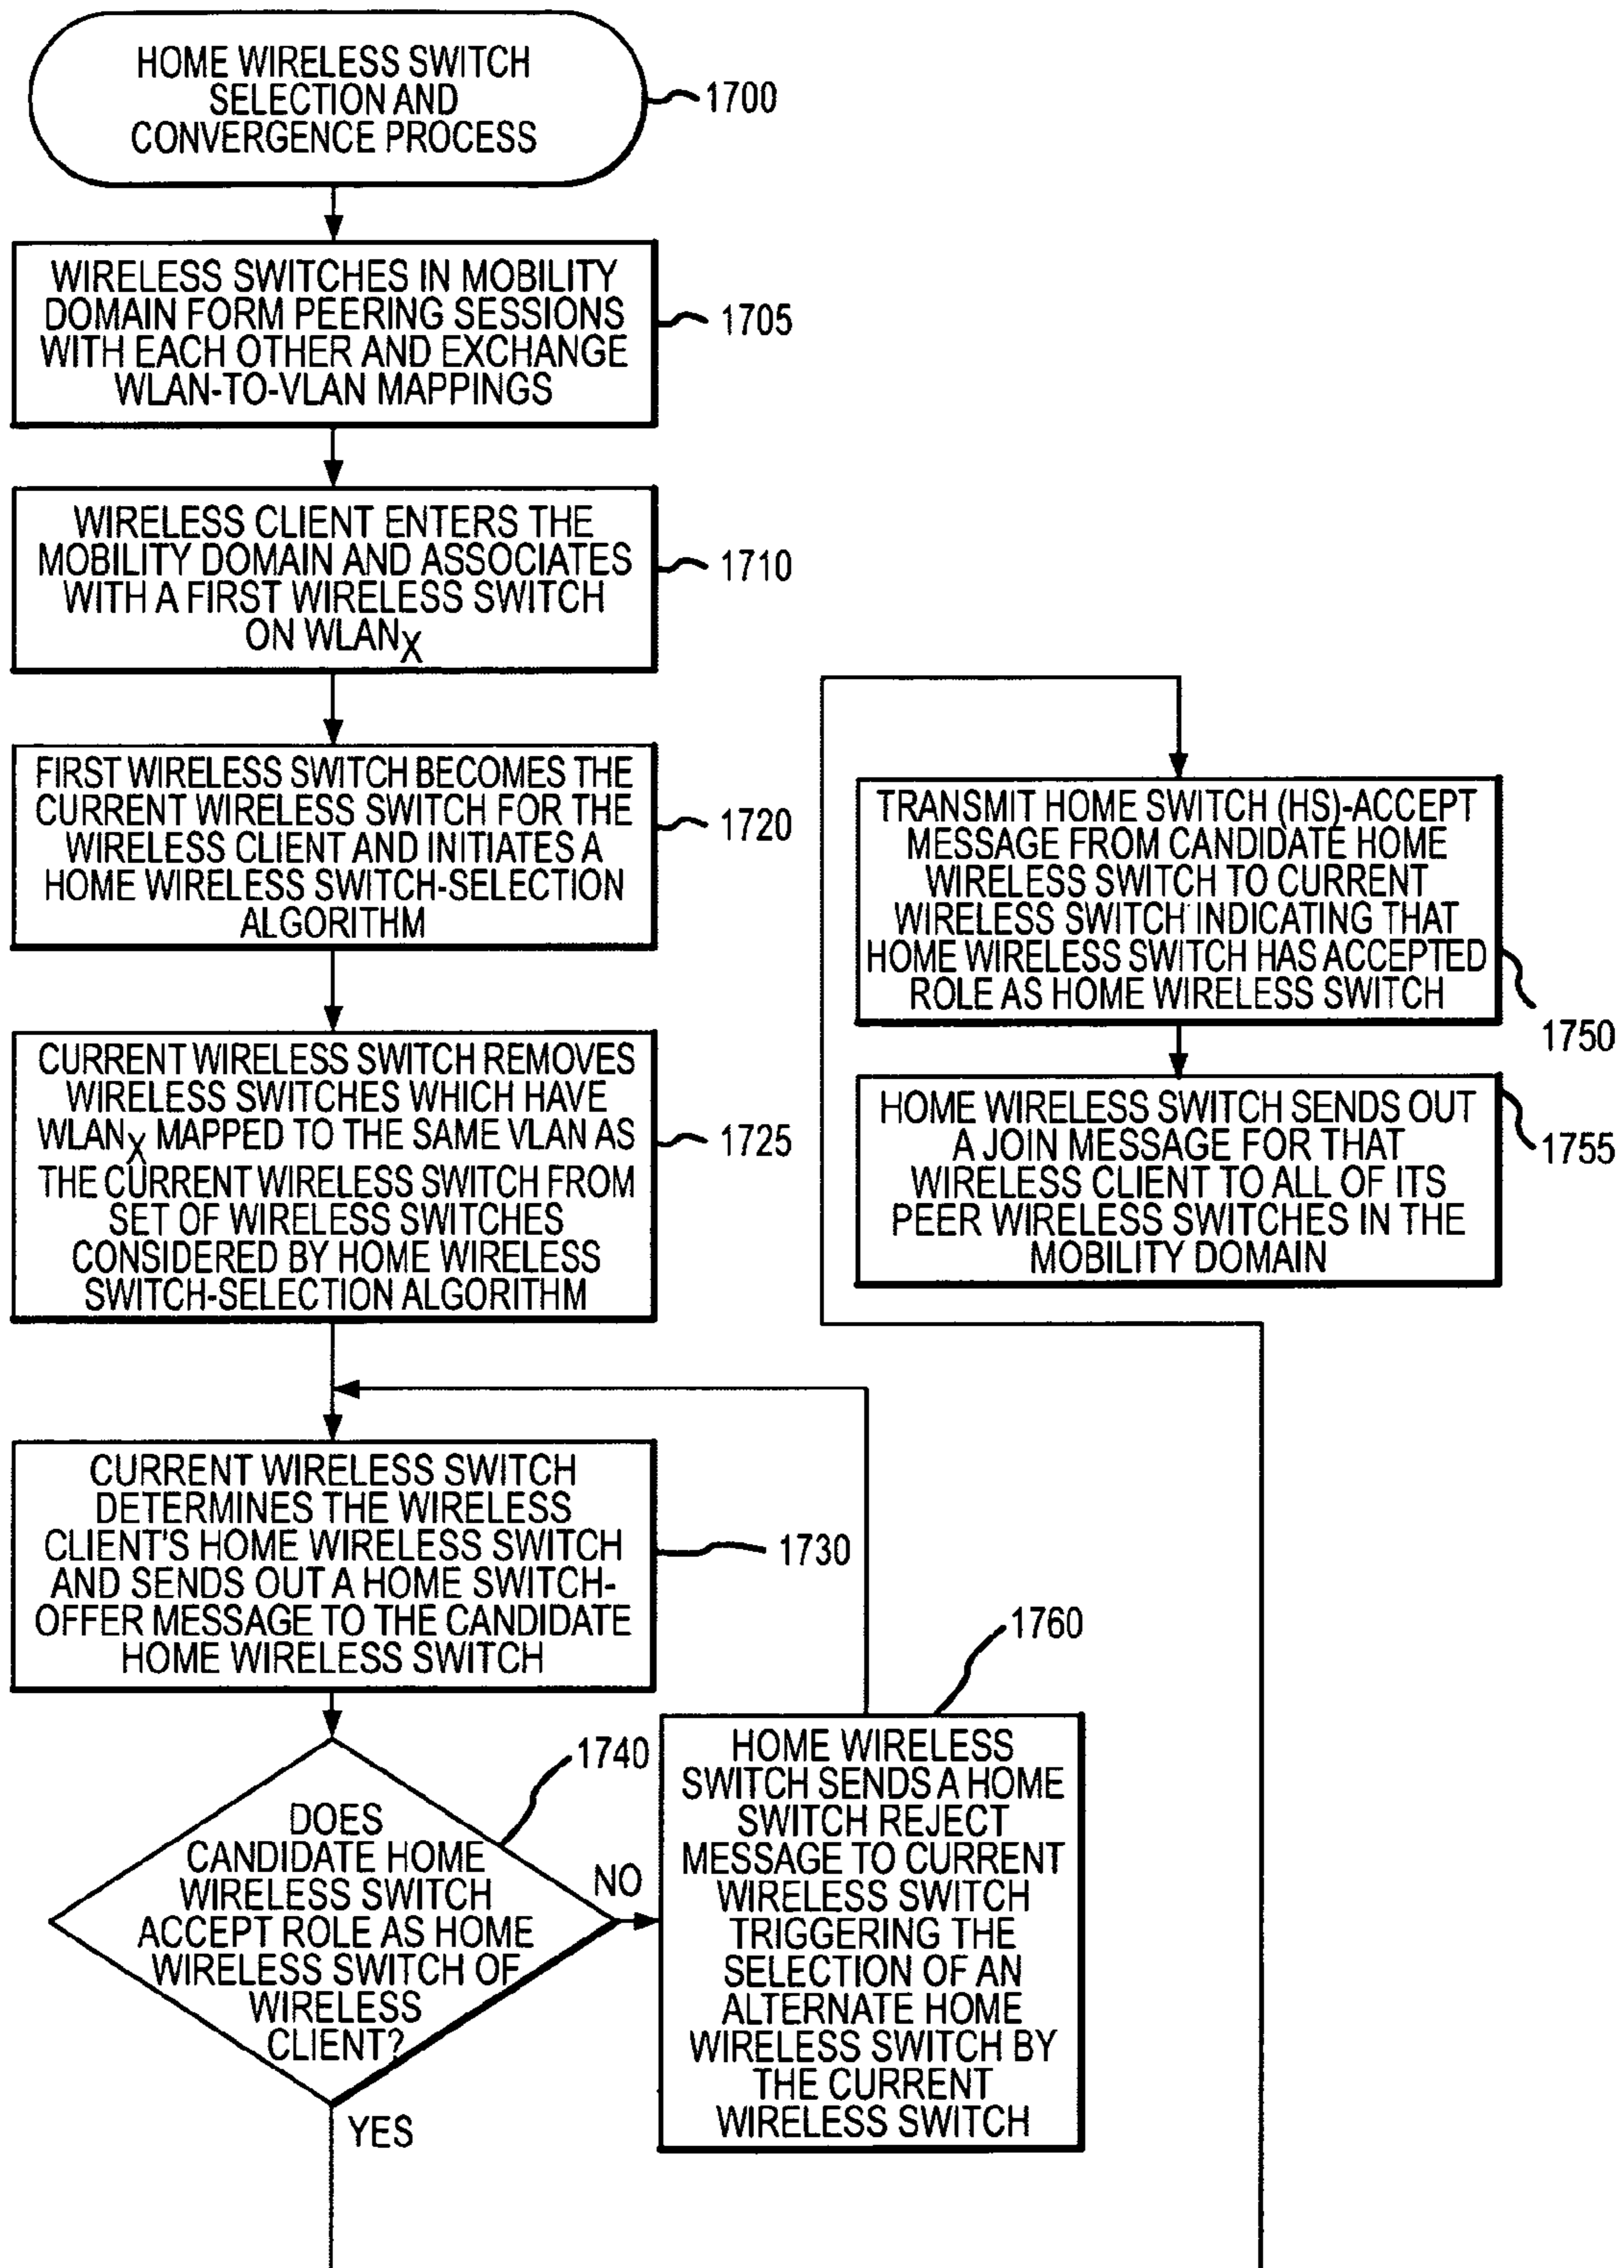 HOME WIRELESS SWITCH
SELECTION AND
CONVERGENCE PROCESS
1700
WIRELESS SWITCHES IN MOBILITY
DOMAIN FORM PEERING SESSIONS
WITH EACH OTHER AND EXCHANGE
WLAN-TO-VLAN MAPPINGS
1705
WIRELESS CLIENT ENTERS THE
MOBILITY DOMAIN AND ASSOCIATES
WITH A FIRST WIRELESS SWITCH
ON WLANX
1710
FIRST WIRELESS SWITCH BECOMES THE
CURRENT WIRELESS SWITCH FOR THE
WIRELESS CLIENT AND INITIATES A
HOME WIRELESS SWITCH-SELECTION
ALGORITHM
1720
CURRENT WIRELESS SWITCH REMOVES
WIRELESS SWITCHES WHICH HAVE
WLANX MAPPED TO THE SAME VLAN AS
THE CURRENT WIRELESS SWITCH FROM
SET OF WIRELESS SWITCHES
CONSIDERED BY HOME WIRELESS
SWITCH-SELECTION ALGORITHM
1725
CURRENT WIRELESS SWITCH
DETERMINES THE WIRELESS
CLIENT'S HOME WIRELESS SWITCH
AND SENDS OUT A HOME SWITCH-
OFFER MESSAGE TO THE CANDIDATE
HOME WIRELESS SWITCH
1730
DOES
CANDIDATE HOME
WIRELESS SWITCH
ACCEPT ROLE AS HOME
WIRELESS SWITCH OF
WIRELESS
CLIENT?
1740
NO
YES
HOME WIRELESS
SWITCH SENDS A HOME
SWITCH REJECT
MESSAGE TO CURRENT
WIRELESS SWITCH
TRIGGERING THE
SELECTION OF AN
ALTERNATE HOME
WIRELESS SWITCH BY
THE CURRENT
WIRELESS SWITCH
1760
TRANSMIT HOME SWITCH (HS)-ACCEPT
MESSAGE FROM CANDIDATE HOME
WIRELESS SWITCH TO CURRENT
WIRELESS SWITCH INDICATING THAT
HOME WIRELESS SWITCH HAS ACCEPTED
ROLE AS HOME WIRELESS SWITCH
1750
HOME WIRELESS SWITCH SENDS OUT
A JOIN MESSAGE FOR THAT
WIRELESS CLIENT TO ALL OF ITS
PEER WIRELESS SWITCHES IN THE
MOBILITY DOMAIN
1755